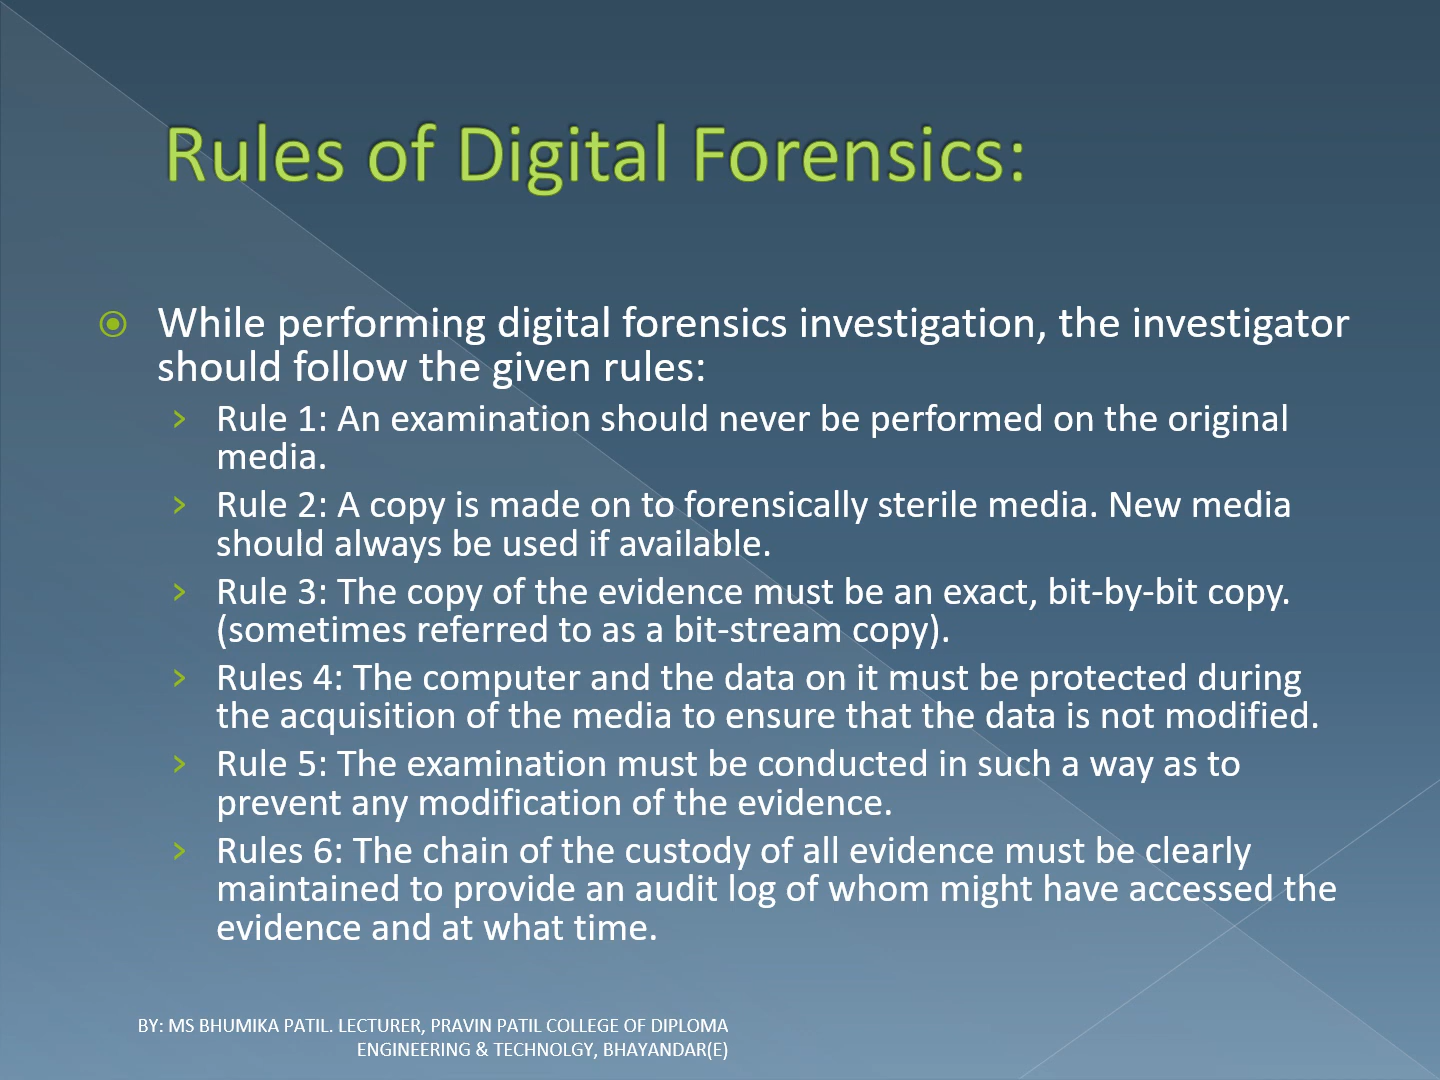 Rules of Digital Forensics:
While performing digital forensics investigation, the investigator
should follow the given rules:
Rule 1: An examination should never be performed on the original
media.
Rule 2: A copy is made on to forensically sterile media. New media
should always be used if available.
Rule 3: The copy of the evidence must be an exact, bit-by-bit copy.
(sometimes referred to as a bit-stream copy).
Rules 4: The computer and the data on it must be protected during
the acquisition of the media to ensure that the data is not modified.
Rule 5: The examination must be conducted in such a way as to
prevent any modification of the evidence.
Rules 6: The chain of the custody of all evidence must be clearly
maintained to provide an audit log of whom might have accessed the
evidence and at what time.
BY: MS BHUMIKA PATIL. LECTURER, PRAVIN PATIL COLLEGE OF DIPLOMA
ENGINEERING & TECHNOLGY, BHAYANDAR(E)